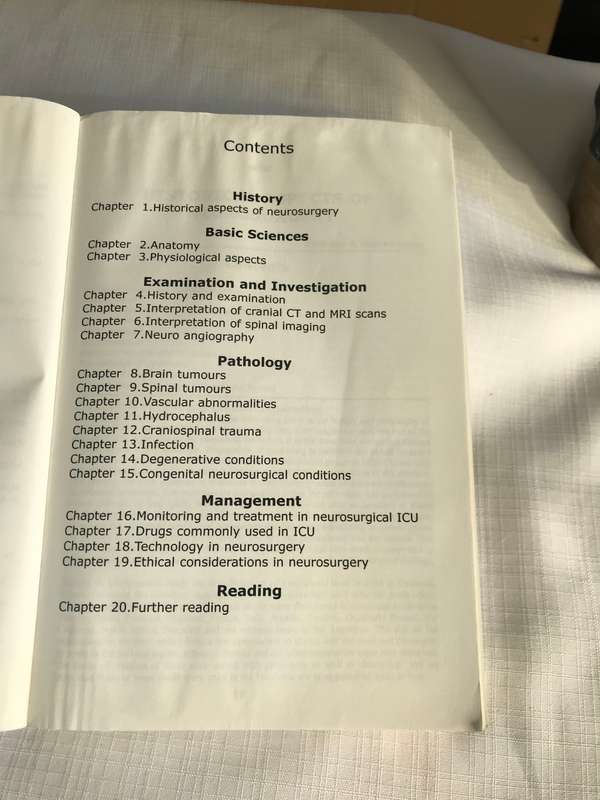 Contents
History
Chapter 1.Historical aspects of neurosurgery
Basic Sciences
Chapter 2.Anatomy
Chapter 3.Physiological aspects
Examination and Investigation
Chapter 4.History and examination
Chapter 5.Interpretation of cranial CT and MRI scans
Chapter 6.Interpretation of spinal imaging
Chapter 7.Neuro angiography
Pathology
Chapter 8.Brain tumours
Chapter 9.Spinal tumours
Chapter 10.Vascular abnormalities
Chapter 11.Hydrocephalus
Chapter 12.Craniospinal trauma
Chapter 13.Infection
Chapter 14.Degenerative conditions
Chapter 15.Congenital neurosurgical conditions
Management
Chapter 16.Monitoring and treatment in neurosurgical ICU
Chapter 17.Drugs commonly used in ICU
Chapter 18.Technology in neurosurgery
Chapter 19.Ethical considerations in neurosurgery
Reading
Chapter 20.Further reading